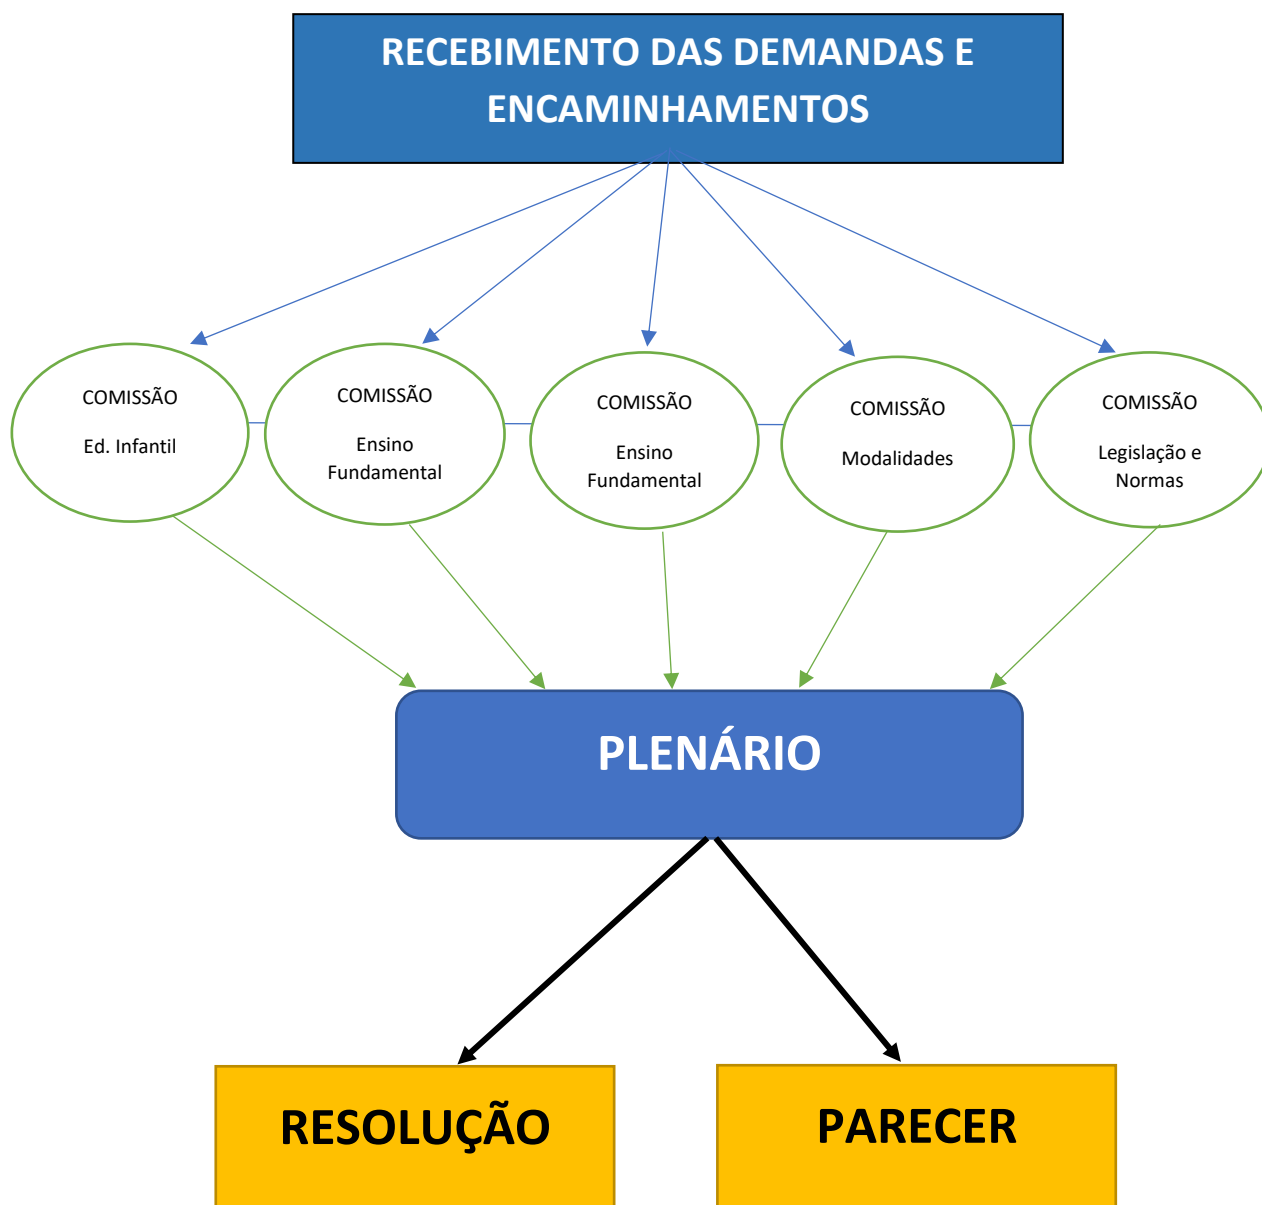 RECEBIMENTO DAS DEMANDAS E
ENCAMINHAMENTOS
COMISSÃO
Ed. Infantil
COMISSÃO
Ensino
Fundamental
COMISSÃO
Ensino
Fundamental
COMISSÃO
Modalidades
COMISSÃO
Legislação e
Normas
PLENÁRIO
RESOLUÇÃO
PARECER